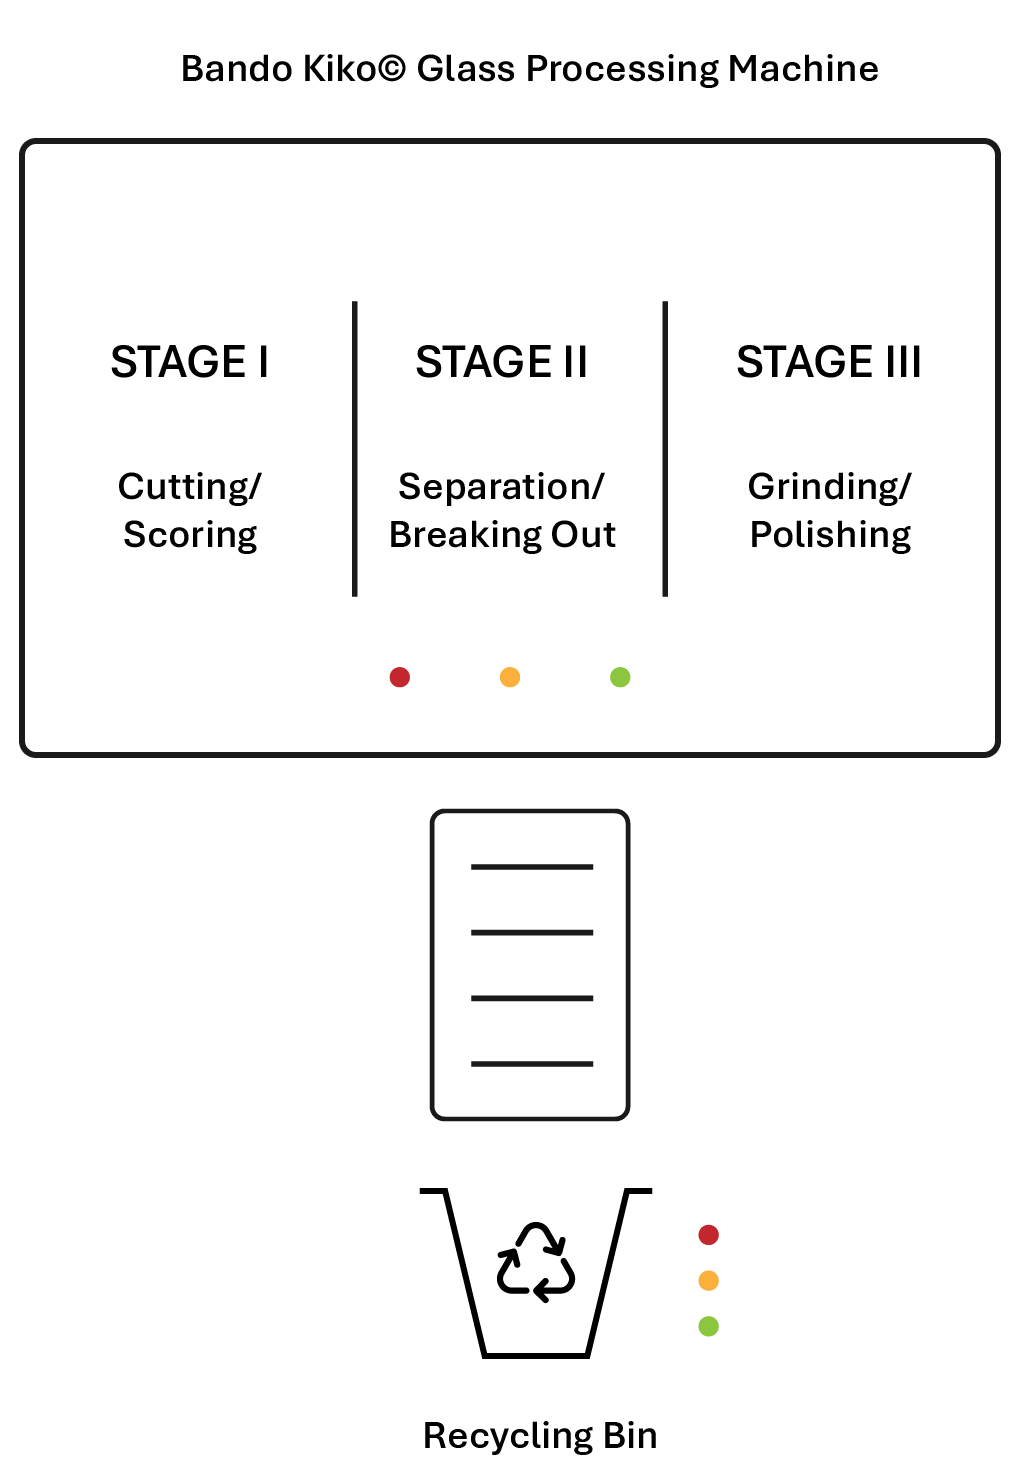 Bando Kiko© Glass Processing Machine
STAGE I
Cutting/
Scoring
STAGE II
Separation/
Breaking Out
STAGE III
Grinding/
Polishing
Recycling Bin